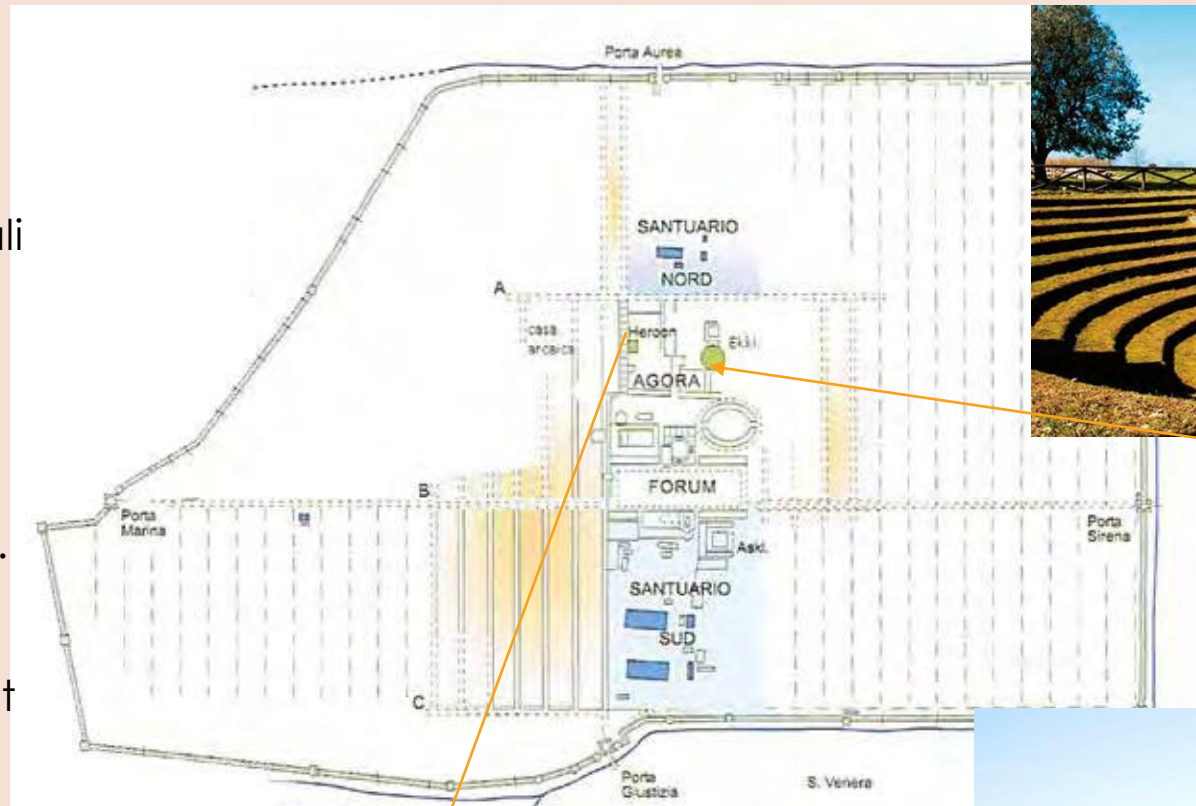 Porta Aurea
SANTUARIO
NORD
A
casa
arcaica
Heroon
Ekkl.
AGORA
B
FORUM
Porta
Marina
Porta
Sirena
Askl.
SANTUARIO
SUD
C
Porta
Giustizia
S. Venera